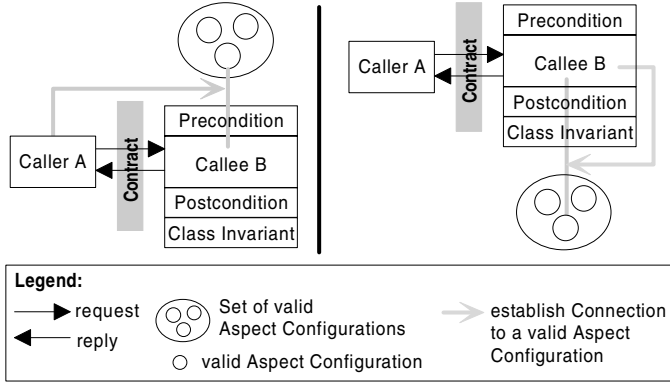 Caller A
Contract
Precondition
Callee B
Postcondition
Class Invariant
Caller A
Contract
Precondition
Callee B
Postcondition
Class Invariant
Legend:
request
reply
Set of valid
Aspect Configurations
valid Aspect Configuration
establish Connection
to a valid Aspect
Configuration